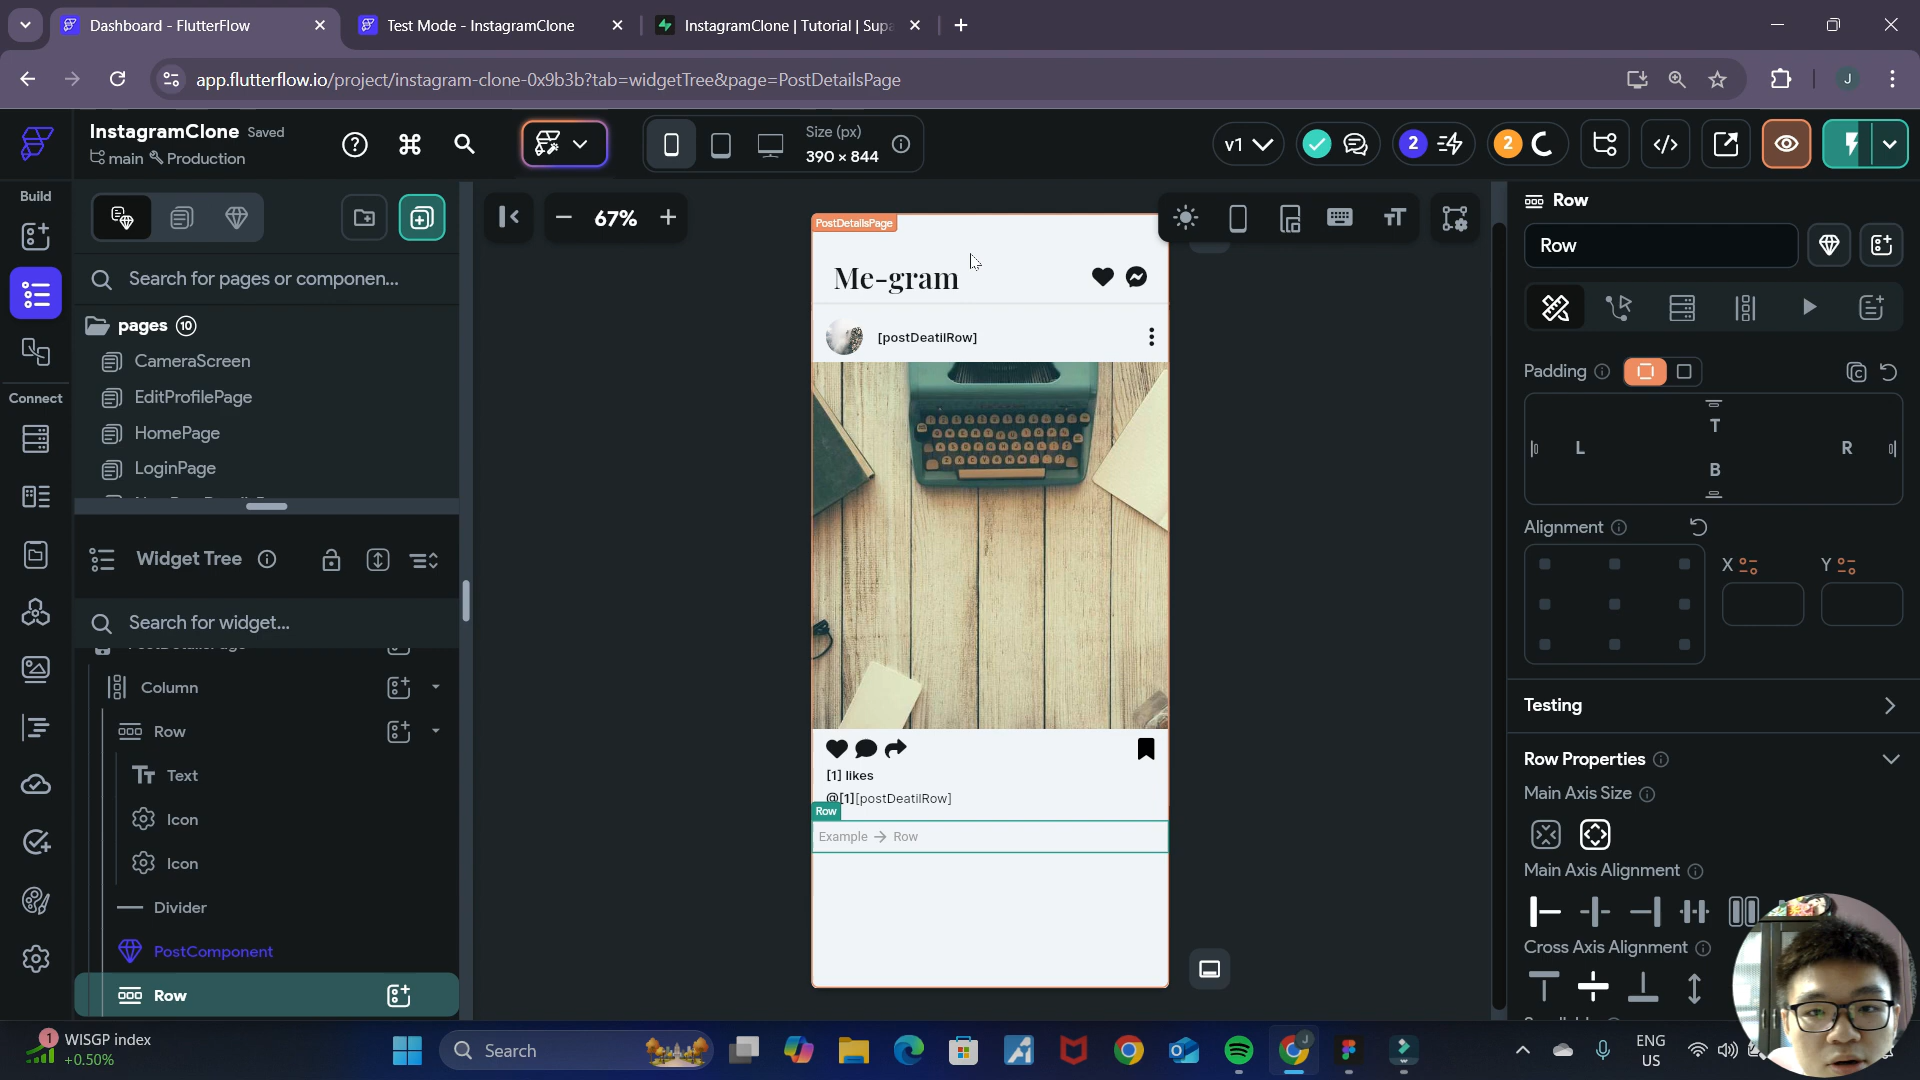 Dashboard - FlutterFlow
Test Mode - InstagramClone
InstagramClone | Tutorial | Supa
app.flutterflow.io/project/instagram-clone-0x9b3b?tab=widgetTree&page=PostDetailsPage
J
InstagramClone Saved
main Production
Size (px)
390 × 844
v1
2
2
Build
Connect
Search for pages or componen...
pages 10
CameraScreen
EditProfilePage
HomePage
LoginPage
Widget Tree
Search for widget...
Column
Row
Text
Icon
Icon
Divider
PostComponent
Row
67%
PostDetailsPage
Me-gram
[postDeatilRow]
[1] likes
@[1][postDeatilRow]
Row
Example → Row
Row
Row
Padding
T
L
R
B
Alignment
X
Y
Testing
Row Properties
Main Axis Size
Main Axis Alignment
Cross Axis Alignment
1
WISGP index
+0.50%
Search
J
ENG
US